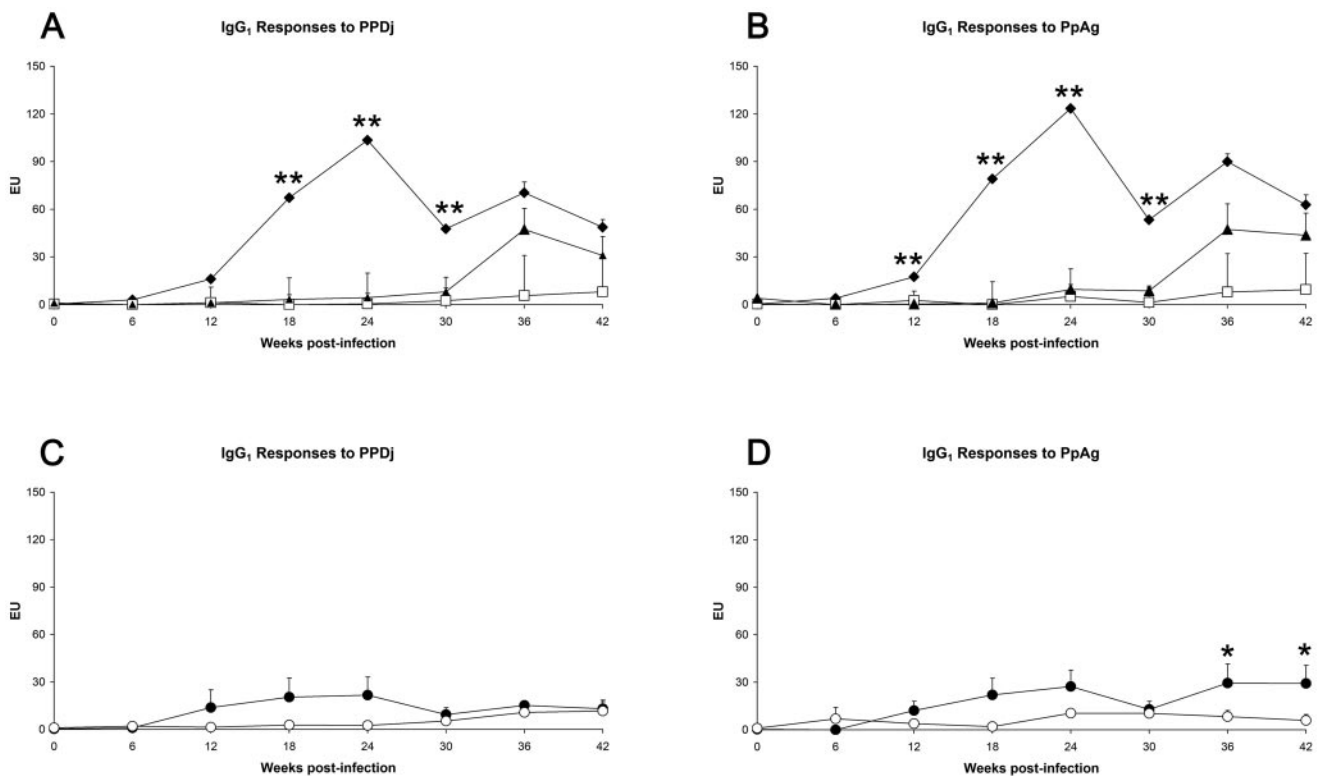 A
IgG₁ Responses to PPDj
150
120
90
60
30
0
EU
** ** **
0 6 12 18 24 30 36 42
Weeks post-infection
B
IgG₁ Responses to PpAg
150
120
90
60
30
0
EU
** ** ** **
0 6 12 18 24 30 36 42
Weeks post-infection
C
IgG₁ Responses to PPDj
150
120
90
60
30
0
EU
0 6 12 18 24 30 36 42
Weeks post-infection
D
IgG₁ Responses to PpAg
150
120
90
60
30
0
EU
* *
0 6 12 18 24 30 36 42
Weeks post-infection